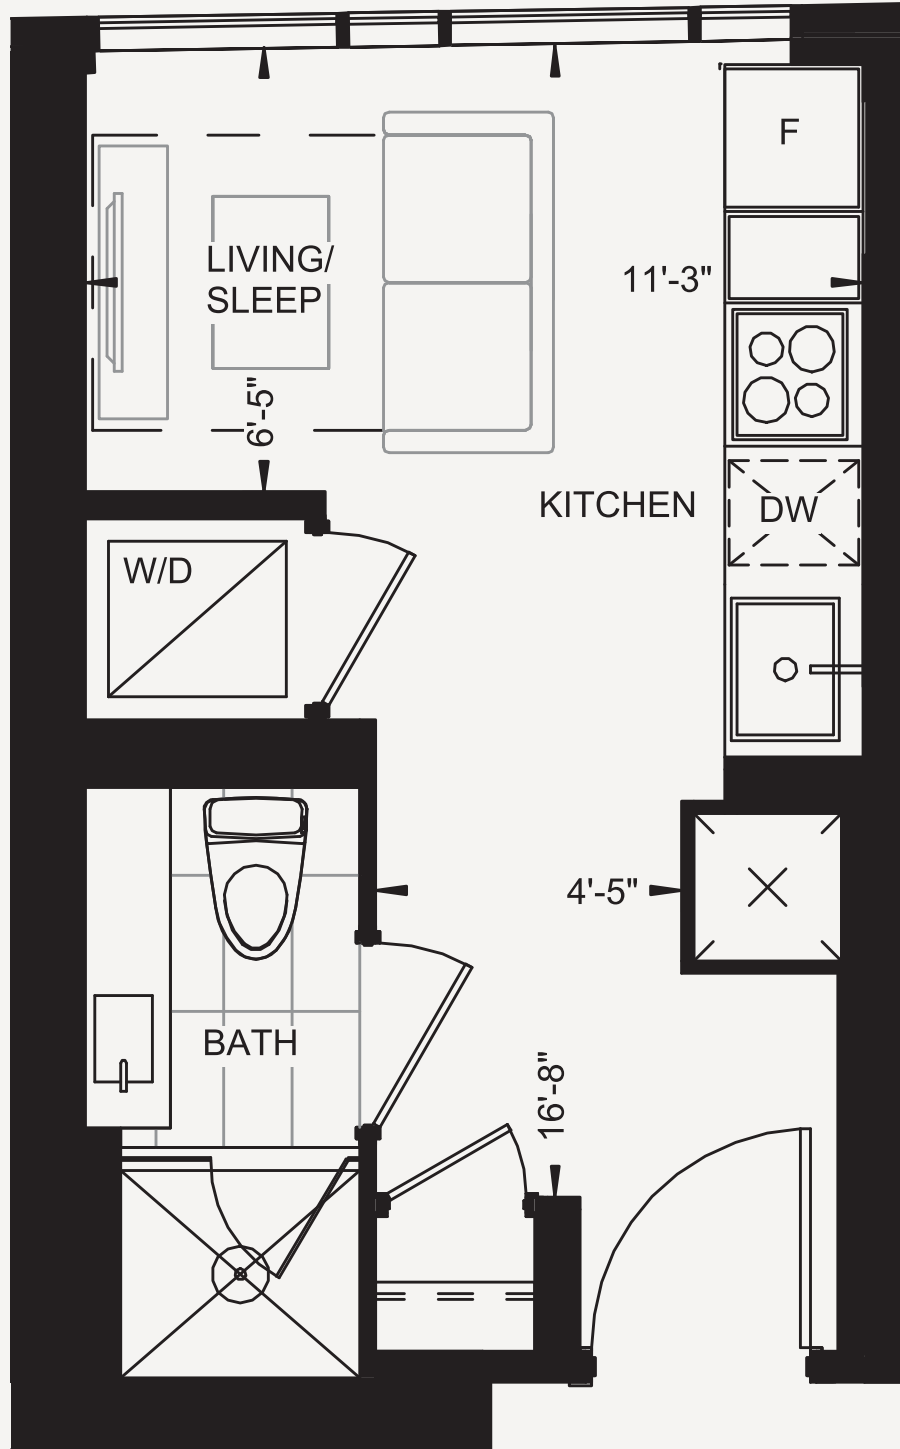 F
LIVING/
SLEEP
11'-3"
6'-5"
KITCHEN
DW
W/D
4'-5"
BATH
16'-8"